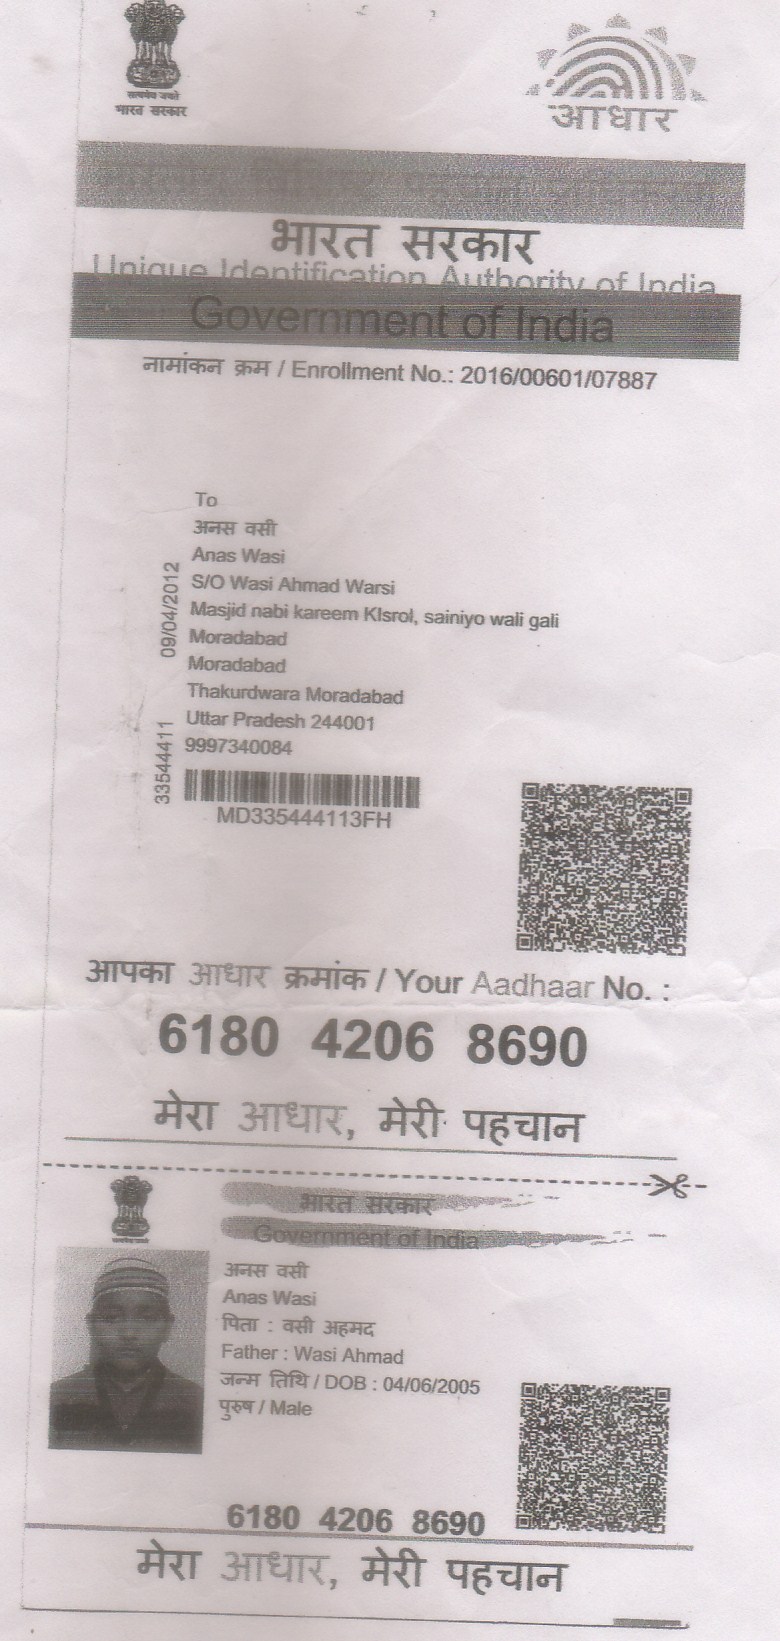 सत्यमेव जयते
भारत सरकार
आधार
भारत सरकार
Unique Identification Authority of India
Government of India
नामांकन क्रम / Enrollment No.: 2016/00601/07887
To
अनस वसी
Anas Wasi
S/O Wasi Ahmad Warsi
Masjid nabi kareem KIsrol, sainiyo wali gali
Moradabad
Moradabad
Thakurdwara Moradabad
Uttar Pradesh 244001
9997340084
09/04/2012
33544411
MD335444113FH
आपका आधार क्रमांक / Your Aadhaar No. :
6180 4206 8690
मेरा आधार, मेरी पहचान
भारत सरकार
Government of India
अनस वसी
Anas Wasi
पिता : वसी अहमद
Father : Wasi Ahmad
जन्म तिथि / DOB : 04/06/2005
पुरुष / Male
6180 4206 8690
मेरा आधार, मेरी पहचान